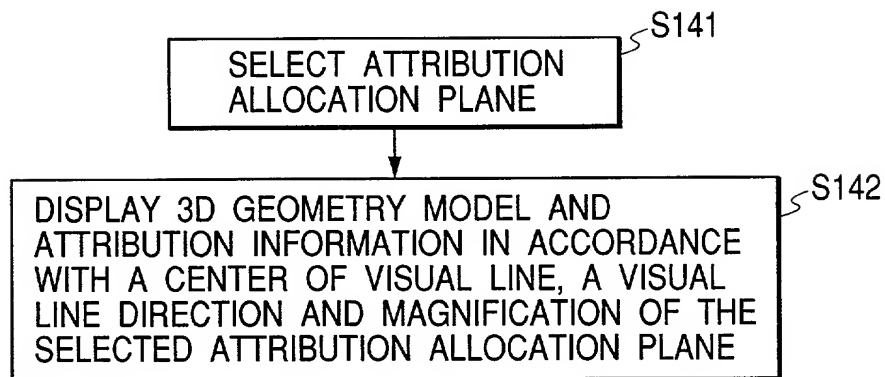 S141
SELECT ATTRIBUTION
ALLOCATION PLANE
S142
DISPLAY 3D GEOMETRY MODEL AND
ATTRIBUTION INFORMATION IN ACCORDANCE
WITH A CENTER OF VISUAL LINE, A VISUAL
LINE DIRECTION AND MAGNIFICATION OF THE
SELECTED ATTRIBUTION ALLOCATION PLANE